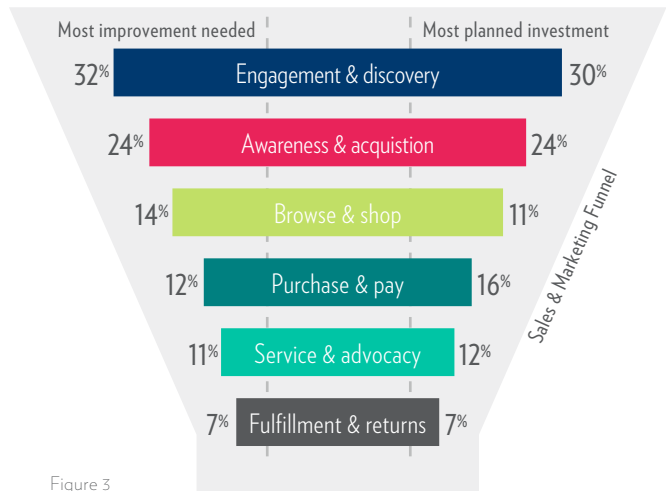 Most improvement needed Most planned investment
32% Engagement & discovery 30%
24% Awareness & acquistion 24%
14% Browse & shop 11%
12% Purchase & pay 16%
11% Service & advocacy 12%
7% Fulfillment & returns 7%
Sales & Marketing Funnel
Figure 3